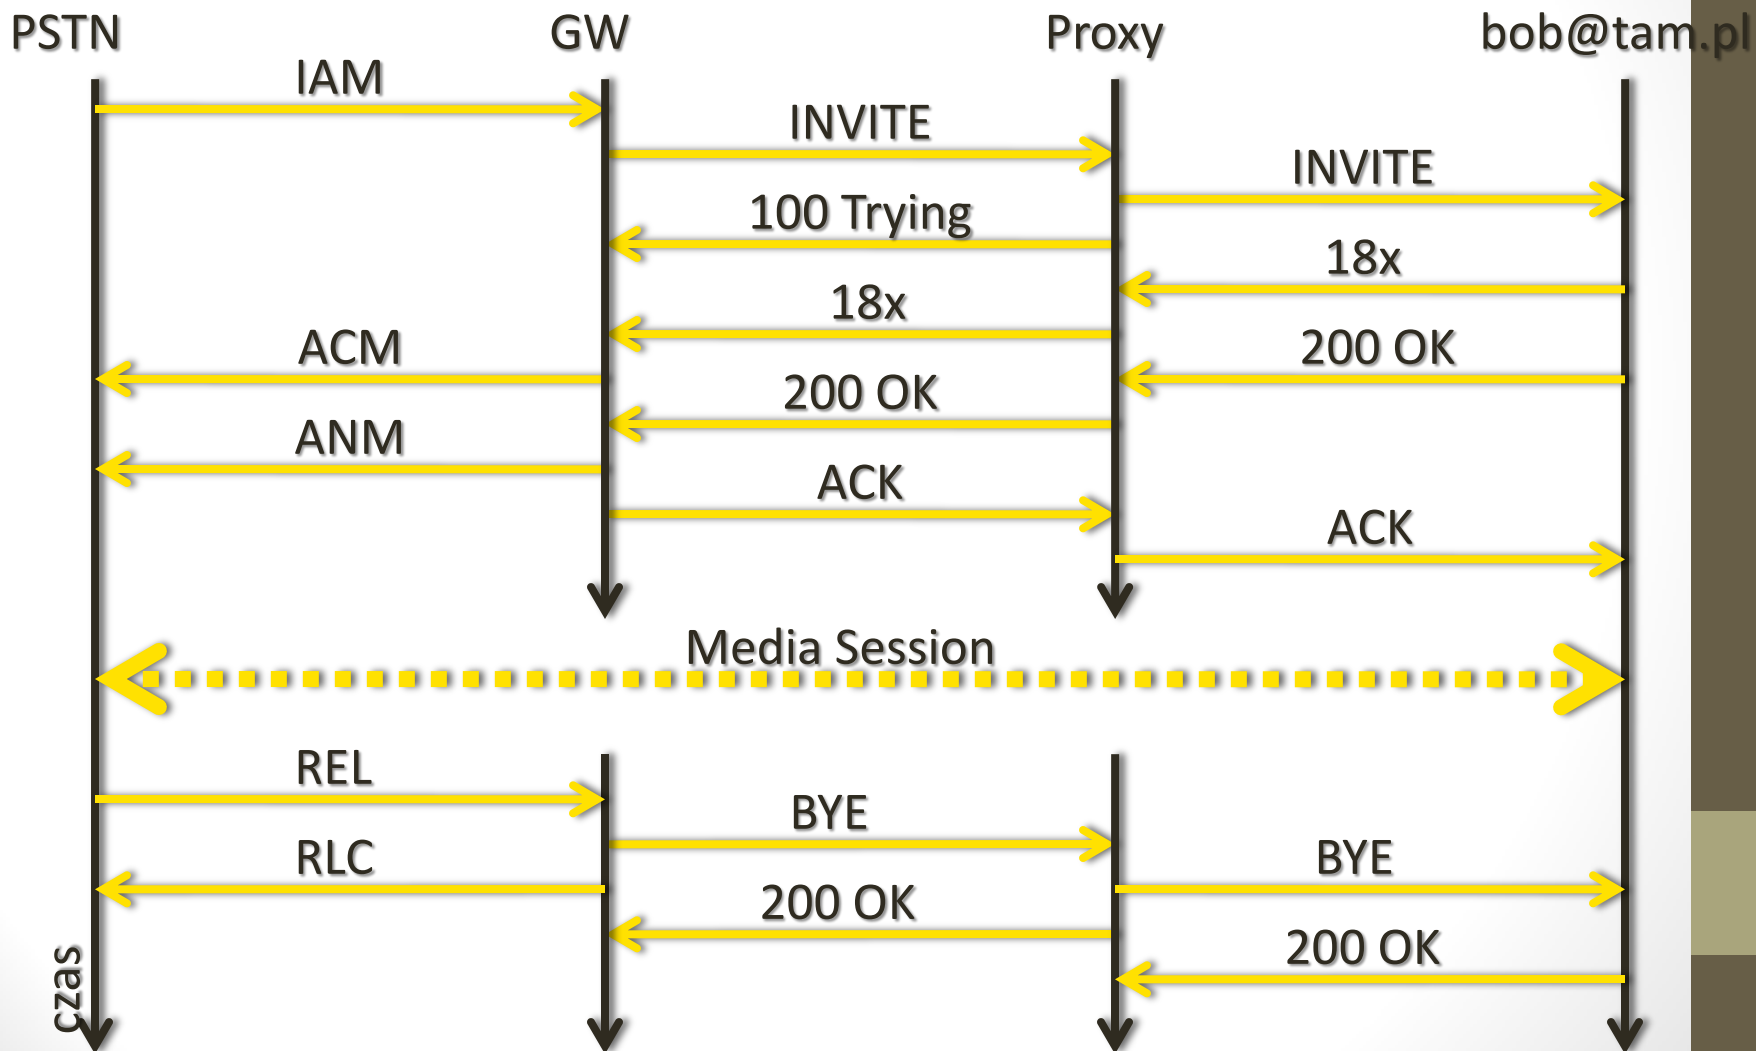 PSTN GW Proxy bob@tam.pl
IAM
INVITE
INVITE
100 Trying
18x
18x
ACM
200 OK
200 OK
ANM
ACK
ACK
Media Session
REL
BYE
RLC
BYE
200 OK
200 OK
czas